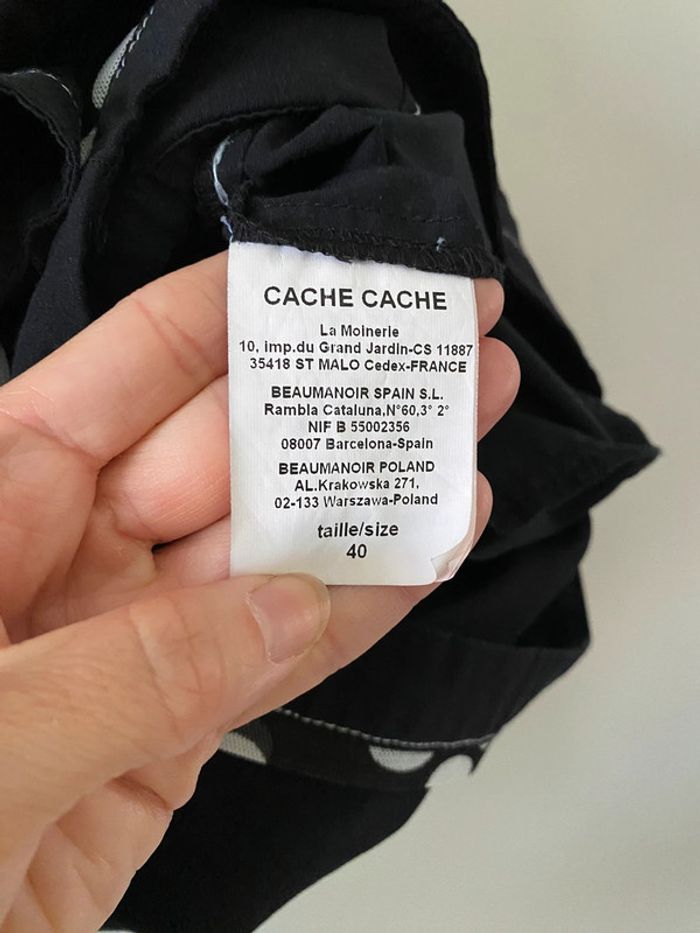 CACHE CACHE
La Moinerie
10, imp.du Grand Jardin-CS 11887
35418 ST MALO Cedex-FRANCE
BEAUMANOIR SPAIN S.L.
Rambla Cataluna,N°60,3° 2°
NIF B 55002356
08007 Barcelona-Spain
BEAUMANOIR POLAND
AL.Krakowska 271,
02-133 Warszawa-Poland
taille/size
40